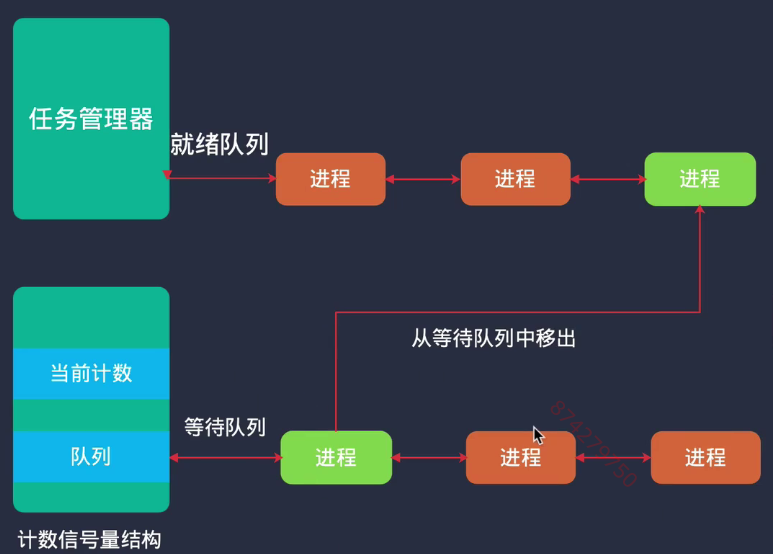 任务管理器
就绪队列
进程
进程
进程
从等待队列中移出
当前计数
等待队列
队列
进程
进程
进程
874279750
计数信号量结构